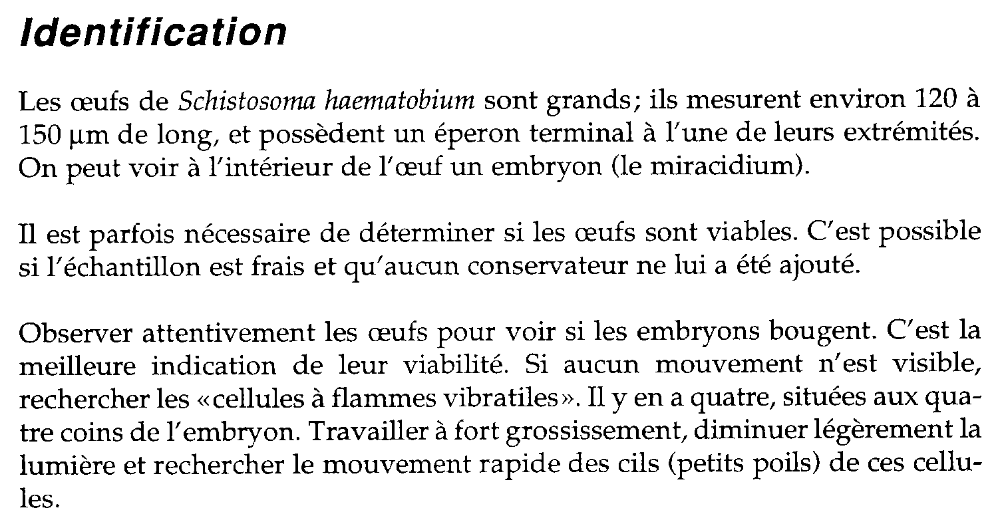 Identification
Les œufs de Schistosoma haematobium sont grands; ils mesurent environ 120 à
150 µm de long, et possèdent un éperon terminal à l'une de leurs extrémités.
On peut voir à l'intérieur de l'œuf un embryon (le miracidium).
Il est parfois nécessaire de déterminer si les œufs sont viables. C'est possible
si l'échantillon est frais et qu'aucun conservateur ne lui a été ajouté.
Observer attentivement les œufs pour voir si les embryons bougent. C'est la
meilleure indication de leur viabilité. Si aucun mouvement n'est visible,
rechercher les «cellules à flammes vibratiles». Il y en a quatre, situées aux qua-
tre coins de l'embryon. Travailler à fort grossissement, diminuer légèrement la
lumière et rechercher le mouvement rapide des cils (petits poils) de ces cellu-
les.